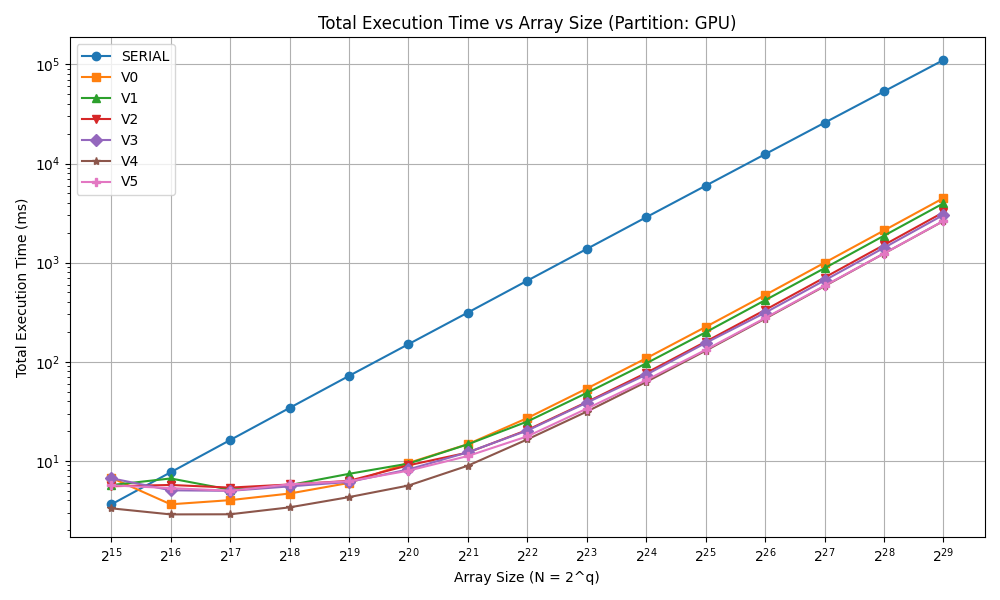 Total Execution Time vs Array Size (Partition: GPU)
SERIAL
V0
V1
V2
V3
V4
V5
Total Execution Time (ms)
10^5
10^4
10^3
10^2
10^1
2^15 2^16 2^17 2^18 2^19 2^20 2^21 2^22 2^23 2^24 2^25 2^26 2^27 2^28 2^29
Array Size (N = 2^q)